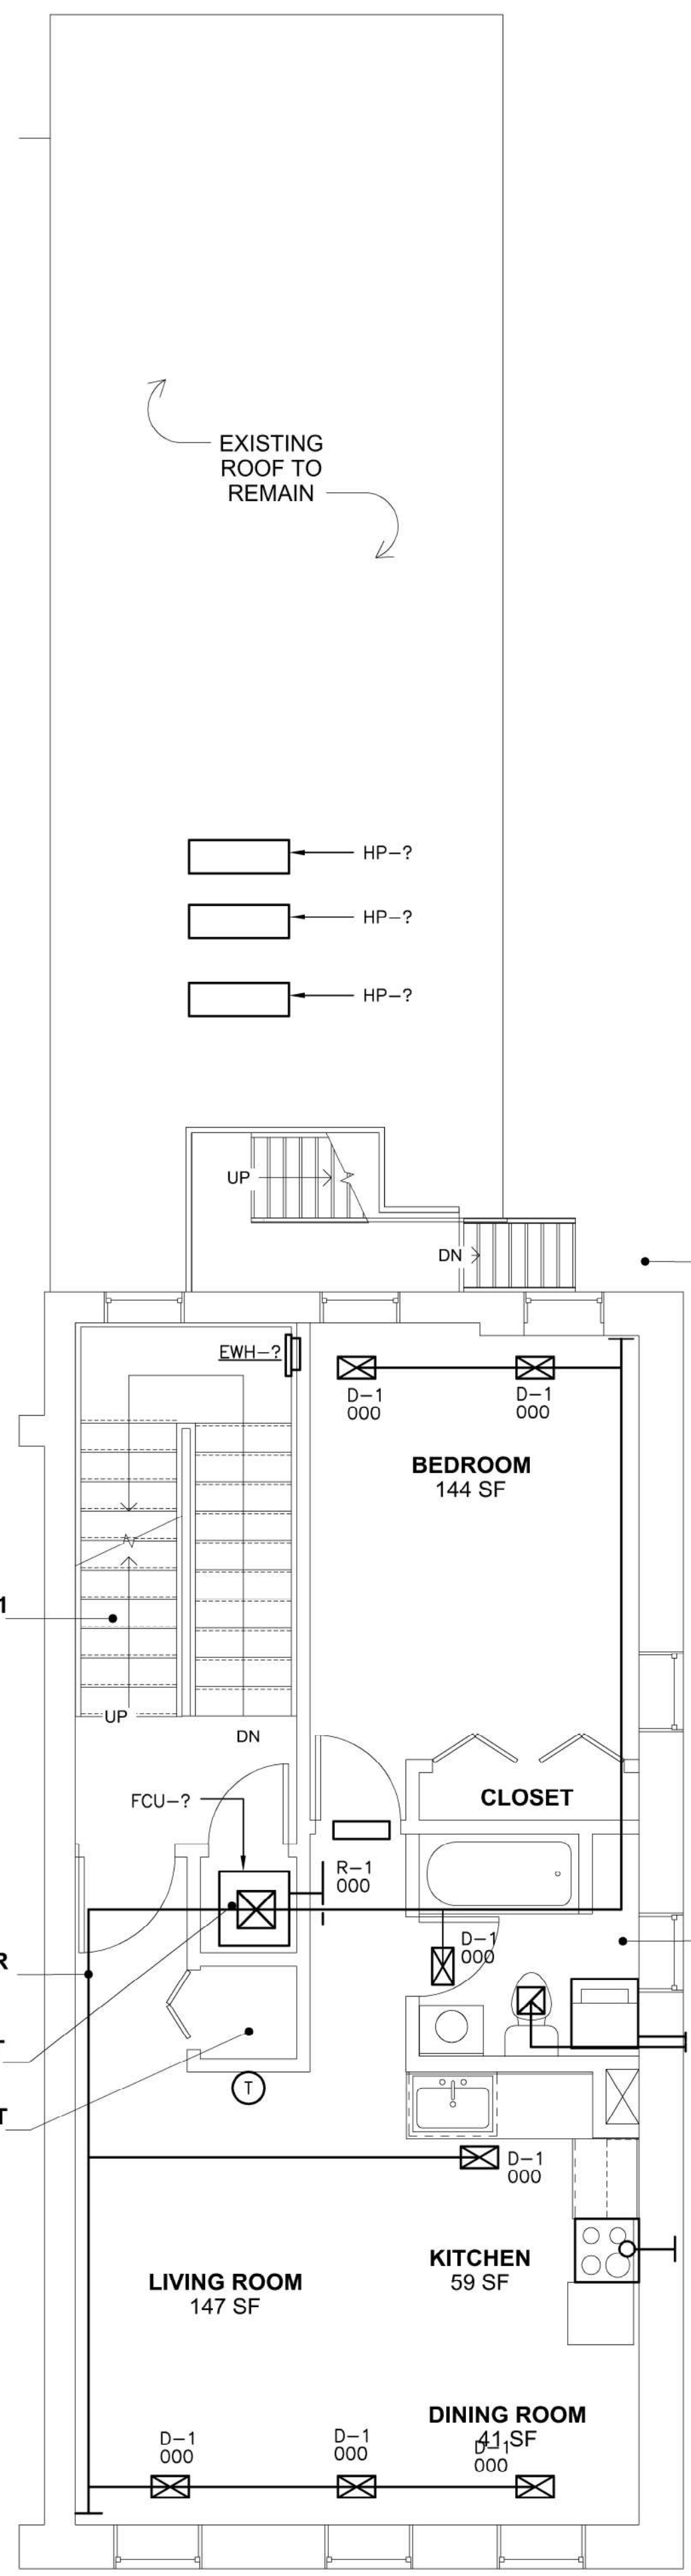 EXISTING
ROOF TO
REMAIN
HP-?
HP-?
HP-?
UP
DN
EWH-?
D-1
000
D-1
000
BEDROOM
144 SF
1
UP
DN
CLOSET
FCU-?
R-1
000
D-1
000
R
T
T
D-1
000
KITCHEN
59 SF
LIVING ROOM
147 SF
DINING ROOM
41 SF
D-1
000
D-1
000
D-1
000